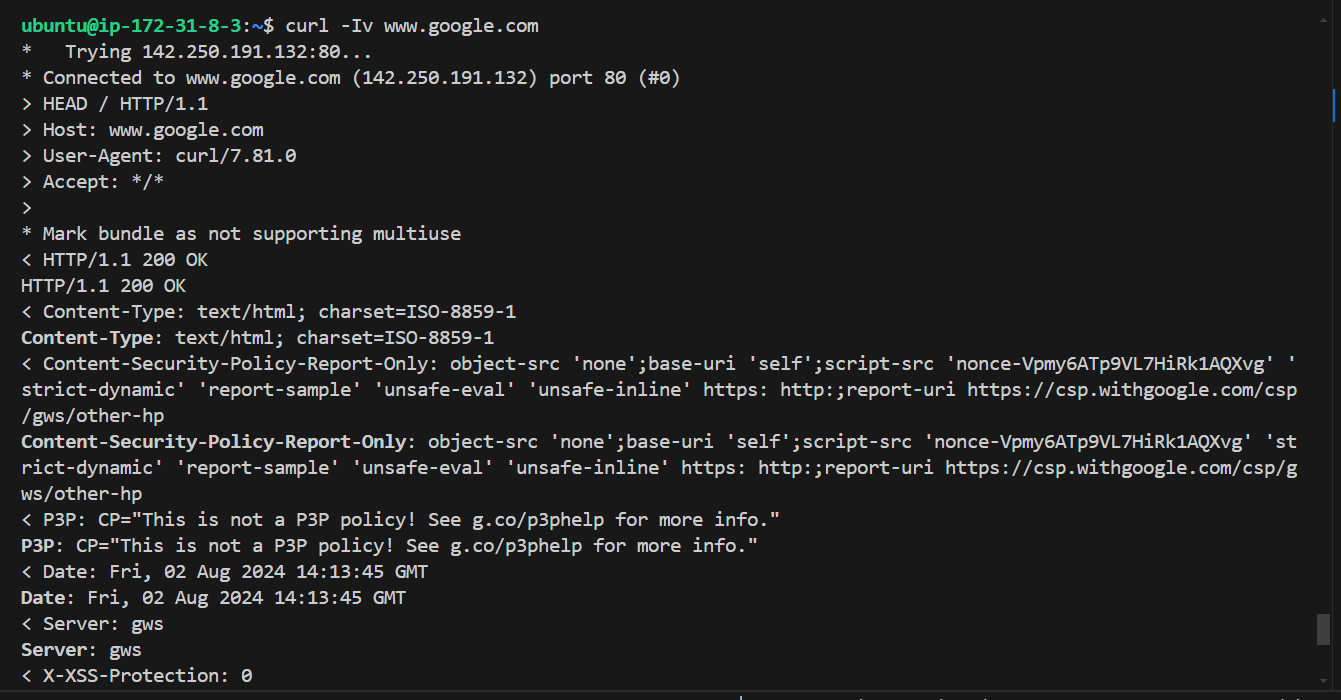 ubuntu@ip-172-31-8-3:~$ curl -Iv www.google.com
*   Trying 142.250.191.132:80...
* Connected to www.google.com (142.250.191.132) port 80 (#0)
> HEAD / HTTP/1.1
> Host: www.google.com
> User-Agent: curl/7.81.0
> Accept: */*
>
* Mark bundle as not supporting multiuse
< HTTP/1.1 200 OK
HTTP/1.1 200 OK
< Content-Type: text/html; charset=ISO-8859-1
Content-Type: text/html; charset=ISO-8859-1
< Content-Security-Policy-Report-Only: object-src 'none';base-uri 'self';script-src 'nonce-Vpmy6ATp9VL7HiRk1AQXvg' '
strict-dynamic' 'report-sample' 'unsafe-eval' 'unsafe-inline' https: http:;report-uri https://csp.withgoogle.com/csp
/gws/other-hp
Content-Security-Policy-Report-Only: object-src 'none';base-uri 'self';script-src 'nonce-Vpmy6ATp9VL7HiRk1AQXvg' 'st
rict-dynamic' 'report-sample' 'unsafe-eval' 'unsafe-inline' https: http:;report-uri https://csp.withgoogle.com/csp/g
ws/other-hp
< P3P: CP="This is not a P3P policy! See g.co/p3phelp for more info."
P3P: CP="This is not a P3P policy! See g.co/p3phelp for more info."
< Date: Fri, 02 Aug 2024 14:13:45 GMT
Date: Fri, 02 Aug 2024 14:13:45 GMT
< Server: gws
Server: gws
< X-XSS-Protection: 0